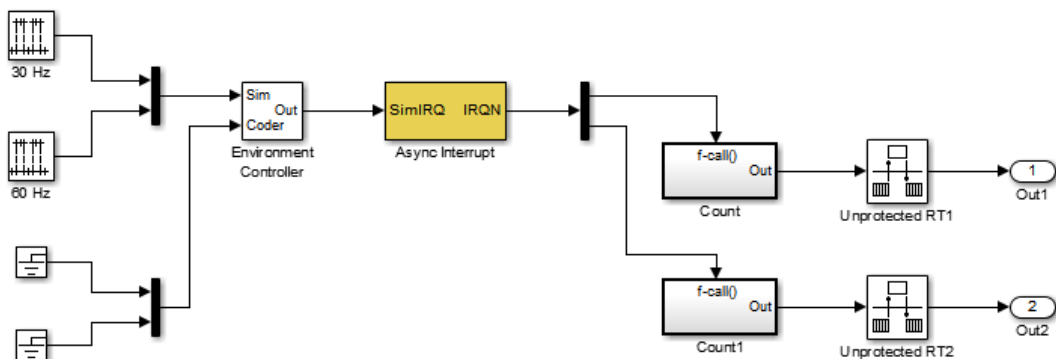 30 Hz
60 Hz
Sim
Out
Coder
Environment
Controller
SimIRQ IRQN
Async Interrupt
f-call()
Out
Count
Unprotected RT1
1
Out1
f-call()
Out
Count1
Unprotected RT2
2
Out2